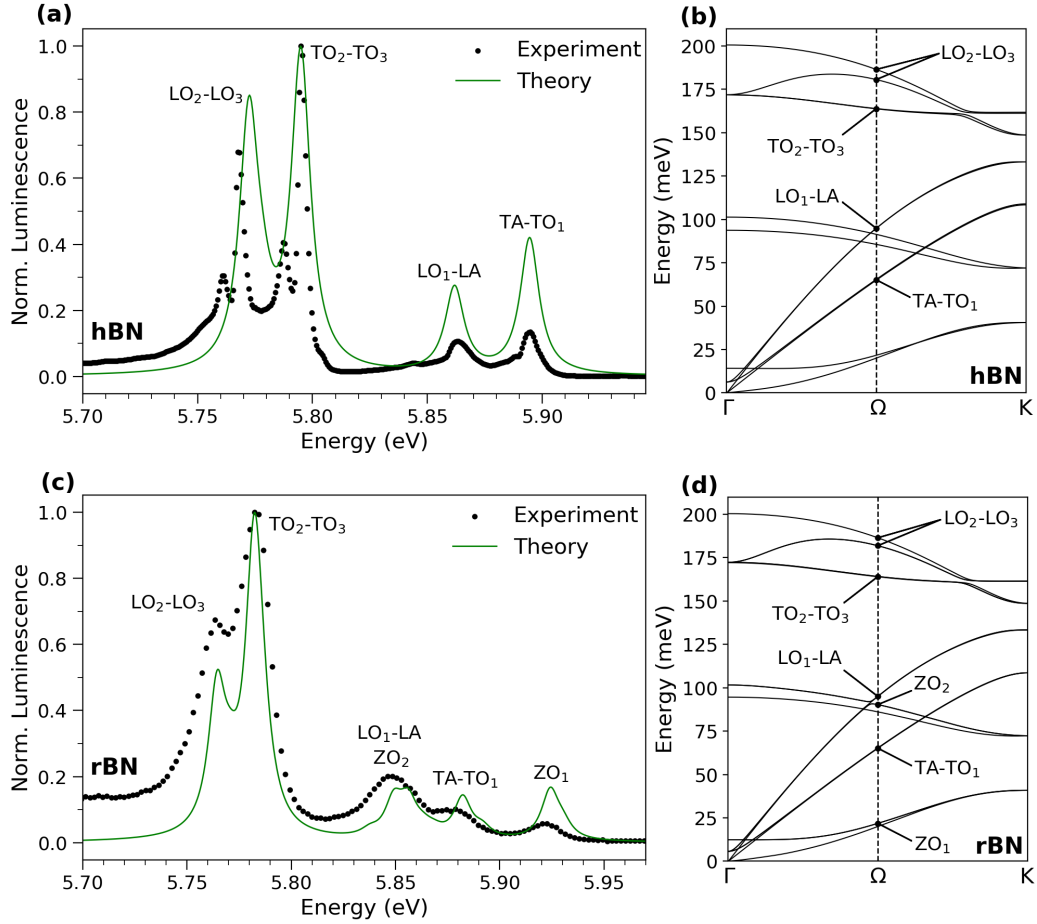 (a)
1.0
0.8
0.6
0.4
0.2
0.0
Norm. Luminescence
LO₂-LO₃
TO₂-TO₃
Experiment
Theory
LO₁-LA
TA-TO₁
hBN
5.70
5.75
5.80
5.85
5.90
Energy (eV)
(b)
200
175
150
125
100
75
50
25
0
Energy (meV)
LO₂-LO₃
TO₂-TO₃
LO₁-LA
TA-TO₁
hBN
Γ
Ω
K
(c)
1.0
0.8
0.6
0.4
0.2
0.0
Norm. Luminescence
TO₂-TO₃
Experiment
Theory
LO₂-LO₃
LO₁-LA
ZO₂
TA-TO₁
ZO₁
rBN
5.70
5.75
5.80
5.85
5.90
5.95
Energy (eV)
(d)
200
175
150
125
100
75
50
25
0
Energy (meV)
LO₂-LO₃
TO₂-TO₃
LO₁-LA
ZO₂
TA-TO₁
ZO₁
rBN
Γ
Ω
K